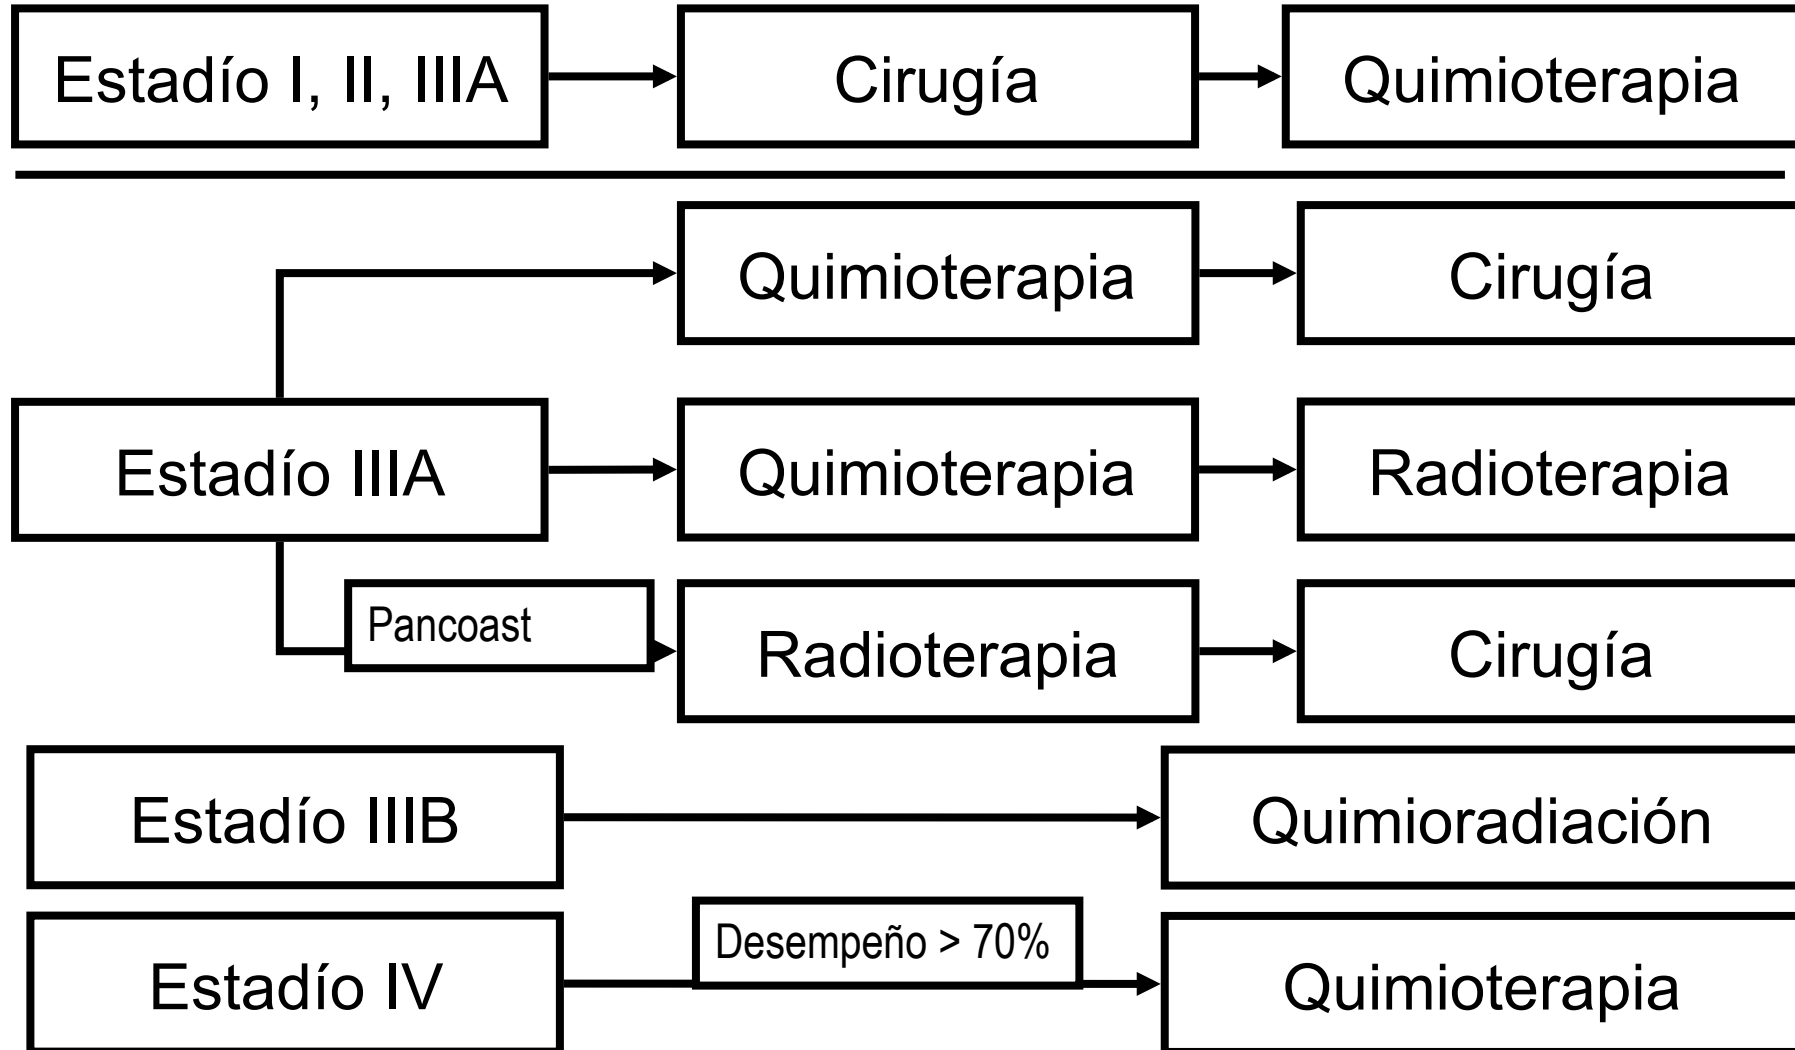 Estadío I, II, IIIA
Cirugía
Quimioterapia
Quimioterapia
Cirugía
Estadío IIIA
Quimioterapia
Radioterapia
Pancoast
Radioterapia
Cirugía
Estadío IIIB
Quimioradiación
Estadío IV
Desempeño > 70%
Quimioterapia